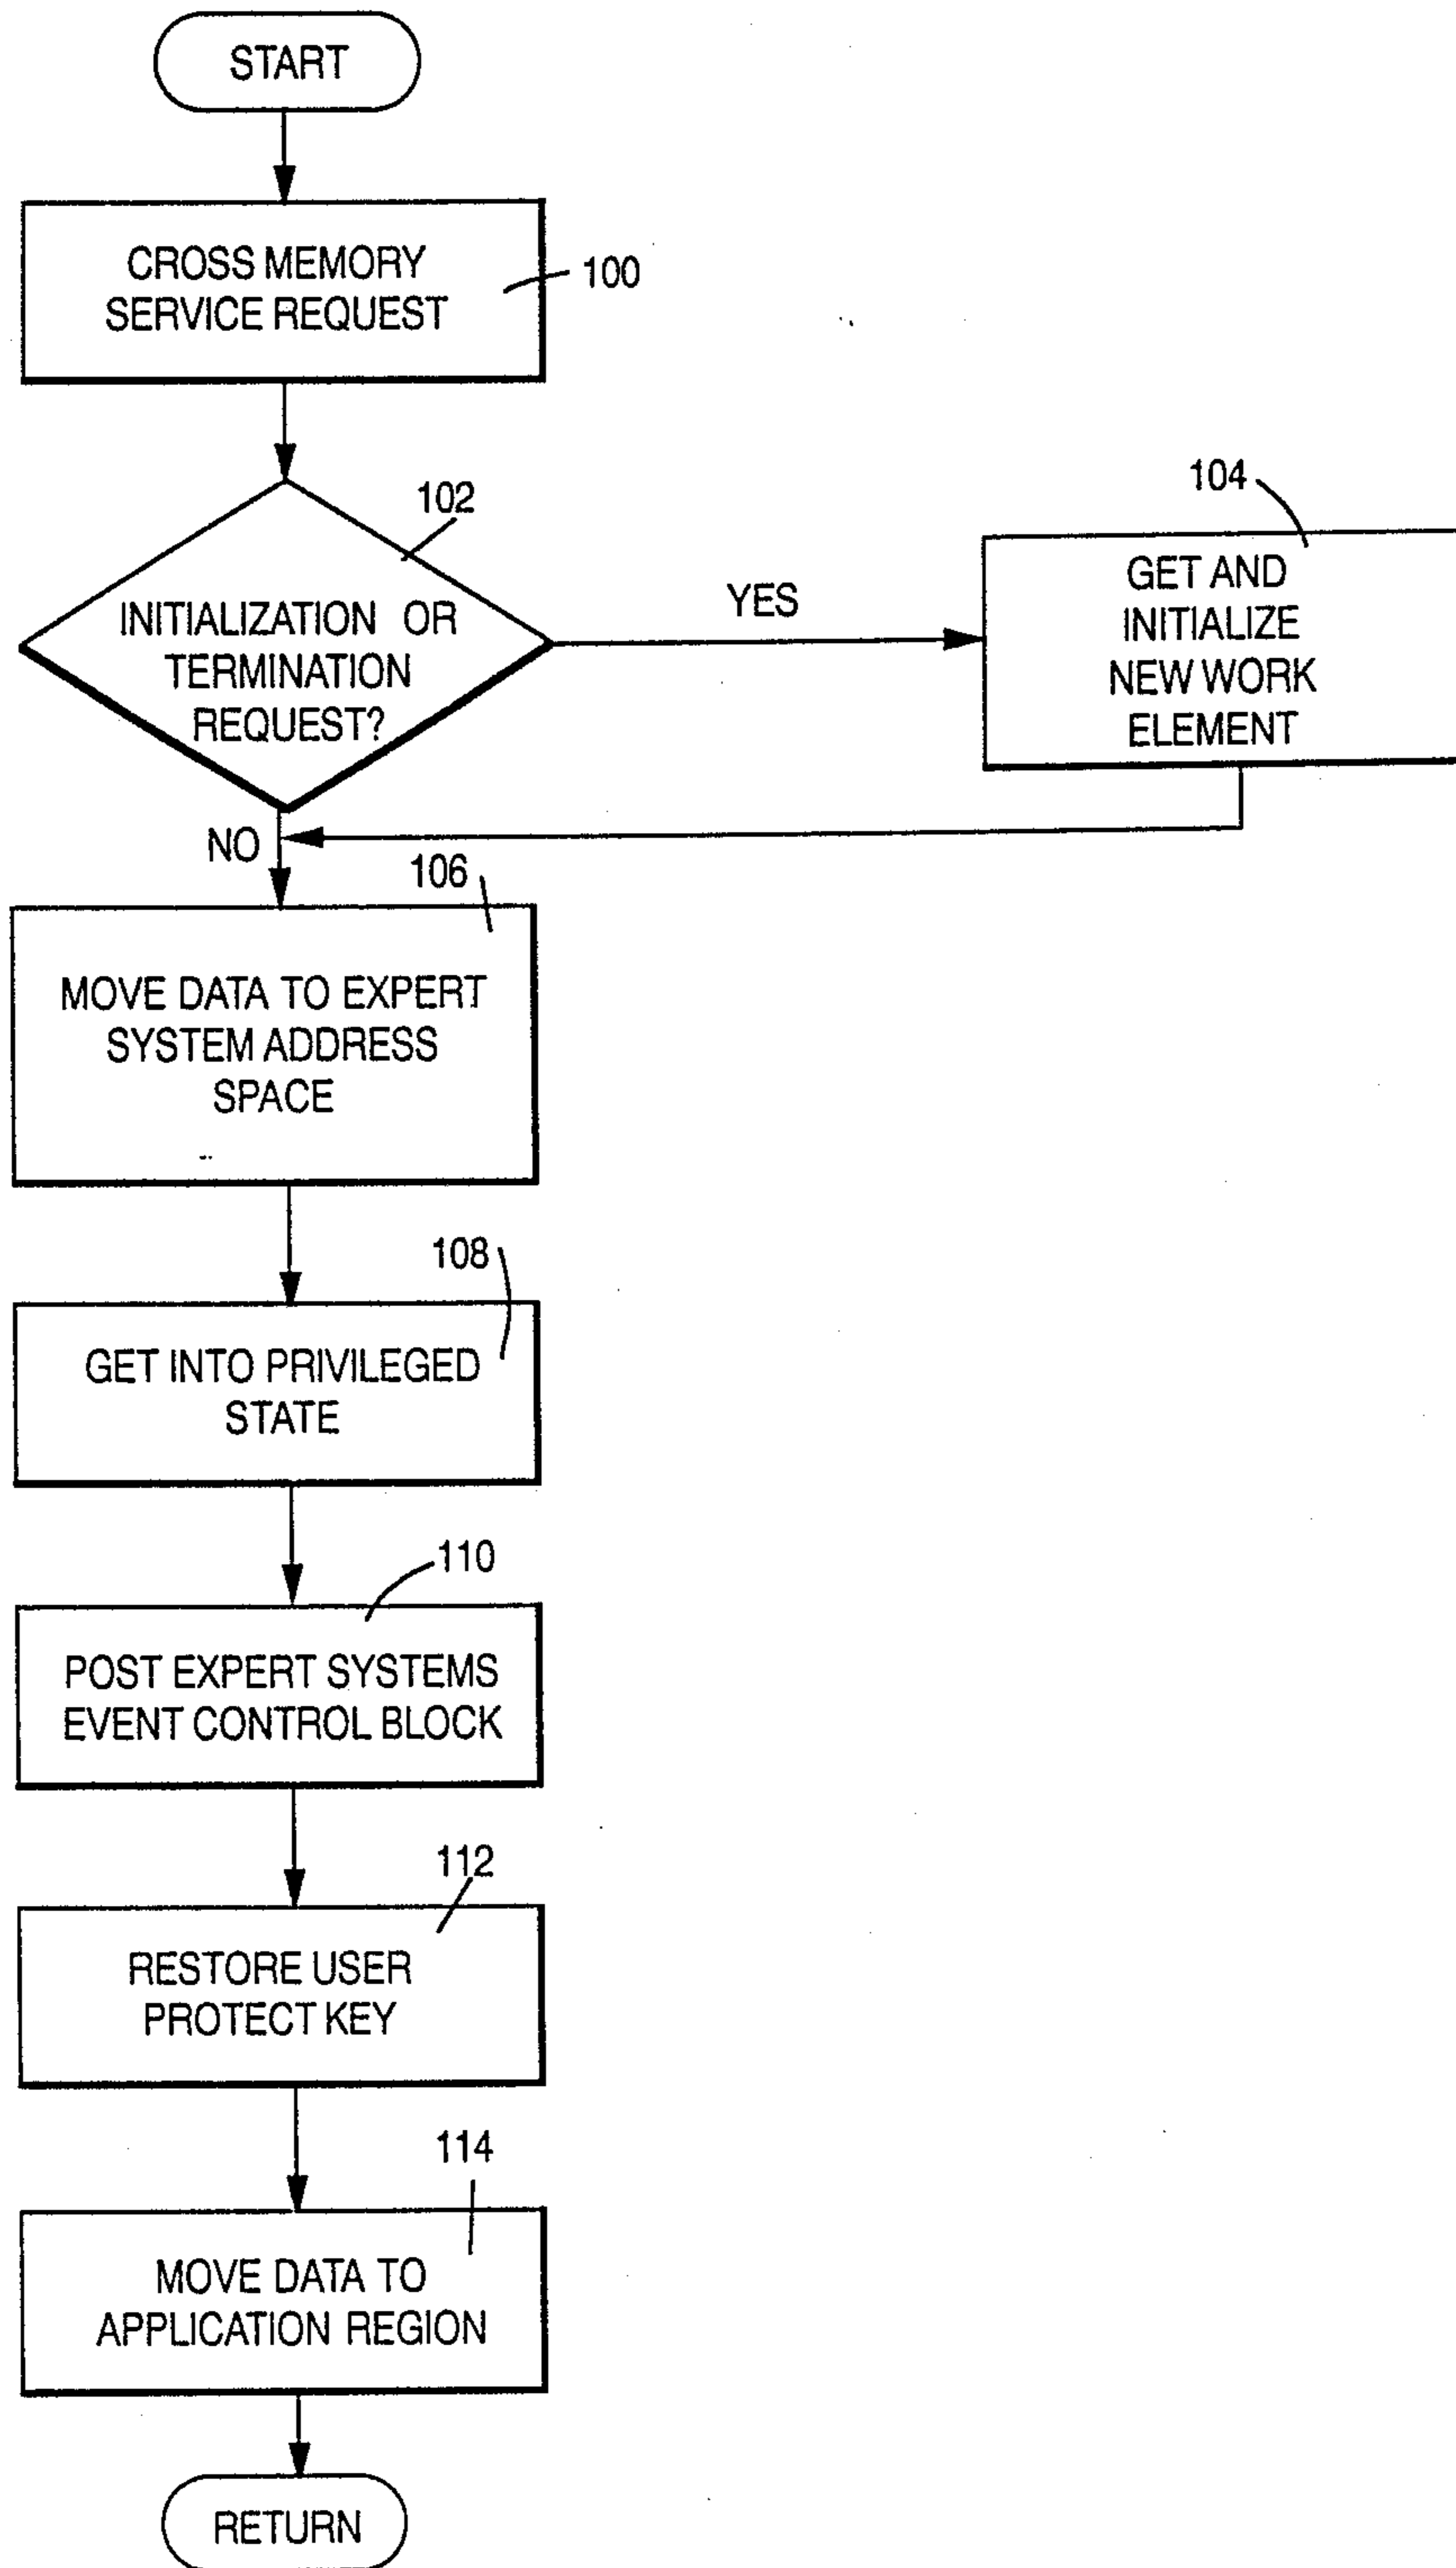 START
CROSS MEMORY
SERVICE REQUEST
100
102
INITIALIZATION OR
TERMINATION
REQUEST?
YES
104
GET AND
INITIALIZE
NEW WORK
ELEMENT
NO
106
MOVE DATA TO EXPERT
SYSTEM ADDRESS
SPACE
108
GET INTO PRIVILEGED
STATE
110
POST EXPERT SYSTEMS
EVENT CONTROL BLOCK
112
RESTORE USER
PROTECT KEY
114
MOVE DATA TO
APPLICATION REGION
RETURN